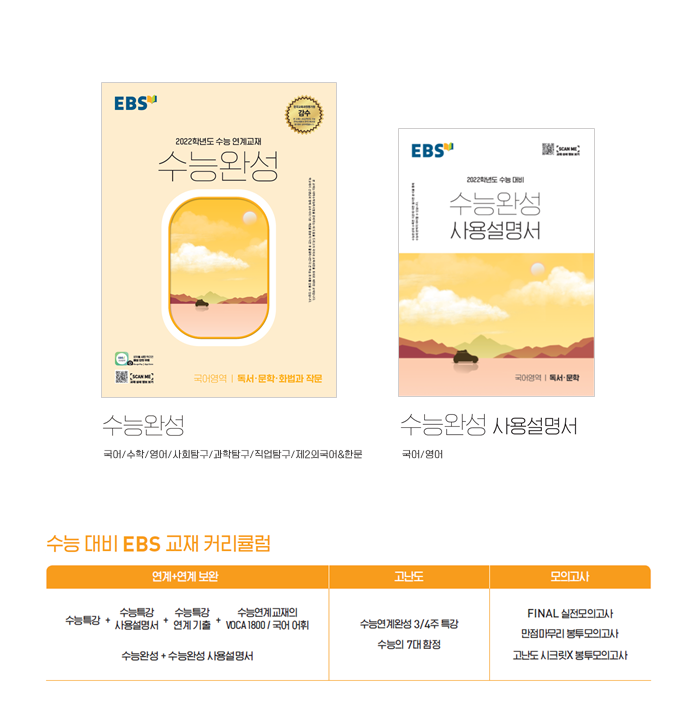 EBS
감수
2022학년도 수능 연계교재
수능완성
SCAN ME
국어영역 | 독서·문학·화법과 작문
EBS
SCAN ME
2022학년도 수능 대비
수능완성
사용설명서
국어영역 | 독서·문학
수능완성
국어/수학/영어/사회탐구/과학탐구/직업탐구/제2외국어&한문
수능완성 사용설명서
국어/영어
수능 대비 EBS 교재 커리큘럼
연계+연계 보완
고난도
모의고사
수능특강 + 수능특강 사용설명서 + 수능특강 연계 기출 + 수능연계교재의 VOCA 1800 / 국어 어휘
수능완성 + 수능완성 사용설명서
수능연계완성 3/4주 특강
수능의 7대 함정
FINAL 실전모의고사
만점마무리 봉투모의고사
고난도 시크릿X 봉투모의고사